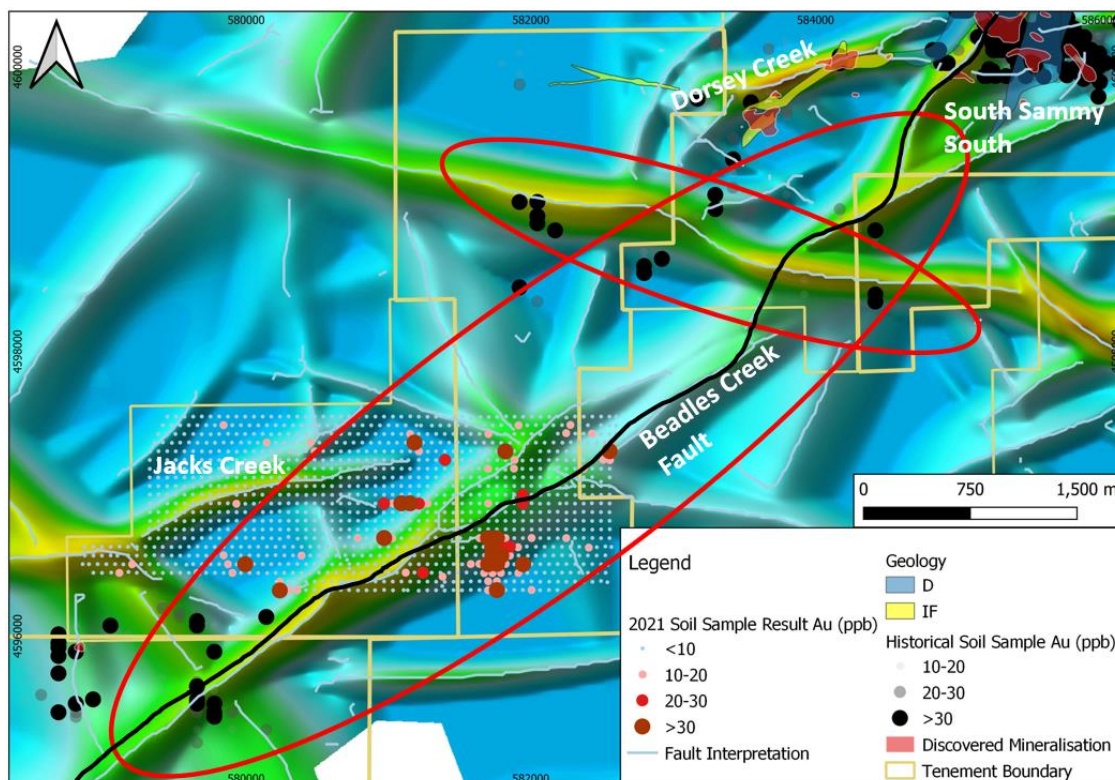 580000
582000
584000
586000
4600000
Dorsey Creek
South Sammy
South
4598000
Beadles Creek
Fault
Jacks Creek
0
750
1,500 m
4596000
Legend
2021 Soil Sample Result Au (ppb)
<10
10-20
20-30
>30
Fault Interpretation
Geology
D
IF
Historical Soil Sample Au (ppb)
10-20
20-30
>30
Discovered Mineralisation
Tenement Boundary
580000
582000